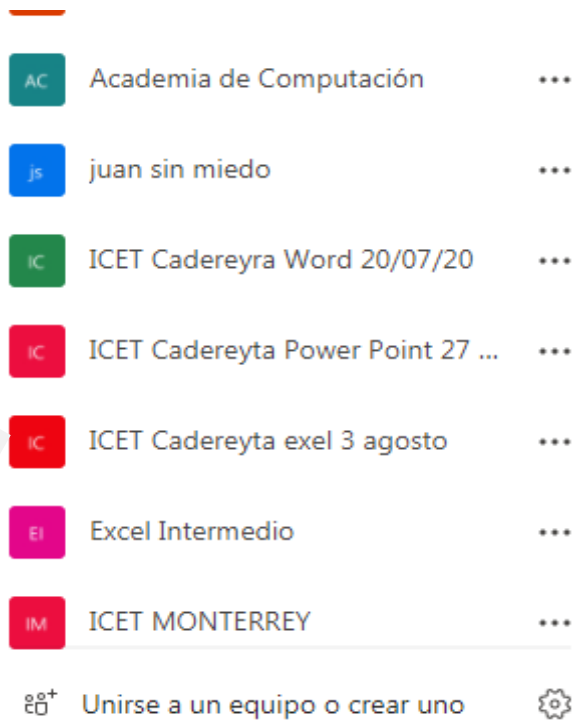 AC Academia de Computación ...
js juan sin miedo ...
IC ICET Cadereyra Word 20/07/20 ...
IC ICET Cadereyta Power Point 27 ... ...
IC ICET Cadereyta exel 3 agosto ...
EI Excel Intermedio ...
IM ICET MONTERREY ...
Unirse a un equipo o crear uno